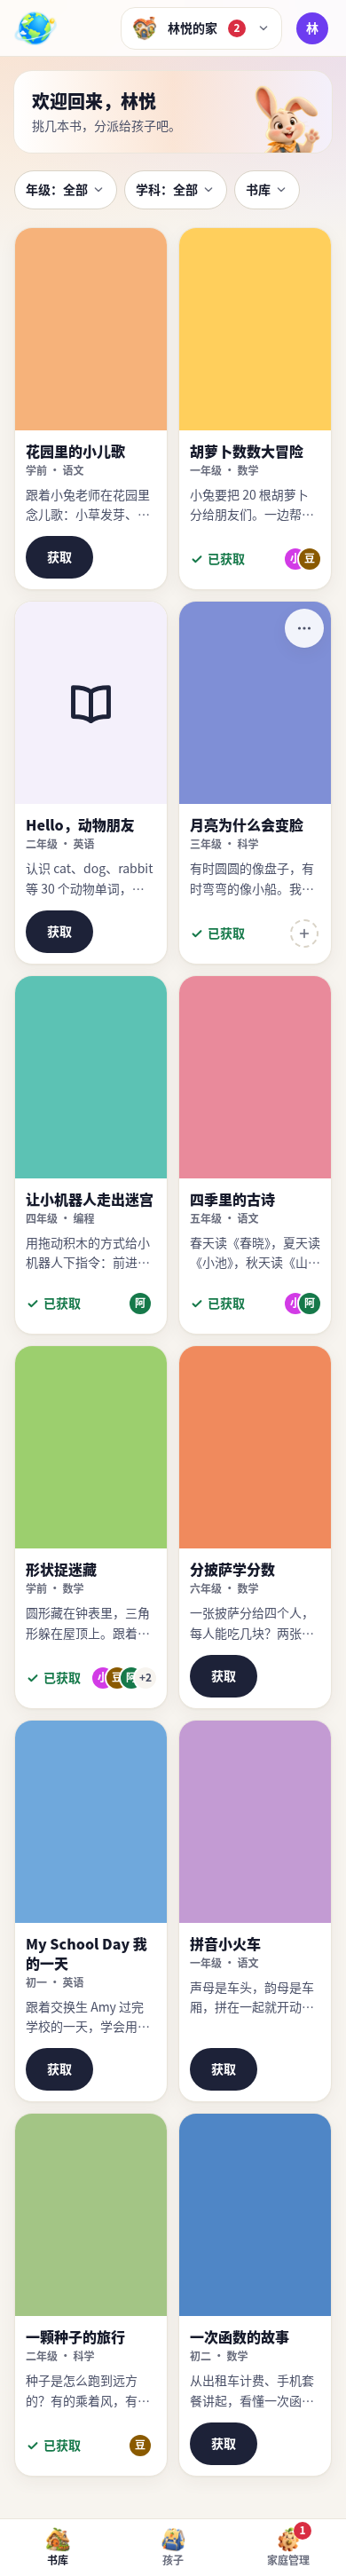 林悦的家 2
林
欢迎回来，林悦
挑几本书，分派给孩子吧。
年级：全部
学科：全部
书库
花园里的小儿歌
学前 · 语文
跟着小兔老师在花园里
念儿歌：小草发芽、…
获取
胡萝卜数数大冒险
一年级 · 数学
小兔要把 20 根胡萝卜
分给朋友们。一边帮…
已获取
小 豆
Hello，动物朋友
二年级 · 英语
认识 cat、dog、rabbit
等 30 个动物单词，…
获取
月亮为什么会变脸
三年级 · 科学
有时圆圆的像盘子，有
时弯弯的像小船。我…
已获取
让小机器人走出迷宫
四年级 · 编程
用拖动积木的方式给小
机器人下指令：前进…
已获取
阿
四季里的古诗
五年级 · 语文
春天读《春晓》，夏天读
《小池》，秋天读《山…
已获取
小 阿
形状捉迷藏
学前 · 数学
圆形藏在钟表里，三角
形躲在屋顶上。跟着…
已获取
小 豆 阿 +2
分披萨学分数
六年级 · 数学
一张披萨分给四个人，
每人能吃几块？两张…
获取
My School Day 我
的一天
初一 · 英语
跟着交换生 Amy 过完
学校的一天，学会用…
获取
拼音小火车
一年级 · 语文
声母是车头，韵母是车
厢，拼在一起就开动…
获取
一颗种子的旅行
二年级 · 科学
种子是怎么跑到远方
的？有的乘着风，有…
已获取
豆
一次函数的故事
初二 · 数学
从出租车计费、手机套
餐讲起，看懂一次函…
获取
书库
孩子
1
家庭管理